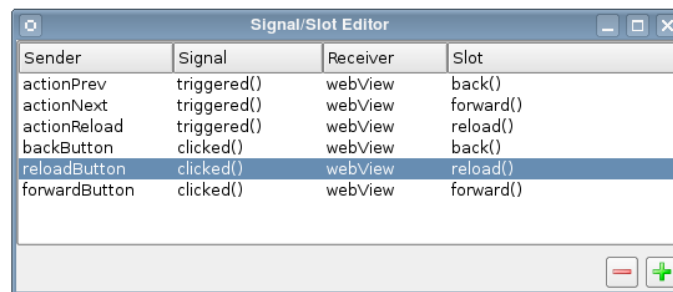 Signal/Slot Editor
Sender Signal Receiver Slot
actionPrev triggered() webView back()
actionNext triggered() webView forward()
actionReload triggered() webView reload()
backButton clicked() webView back()
reloadButton clicked() webView reload()
forwardButton clicked() webView forward()